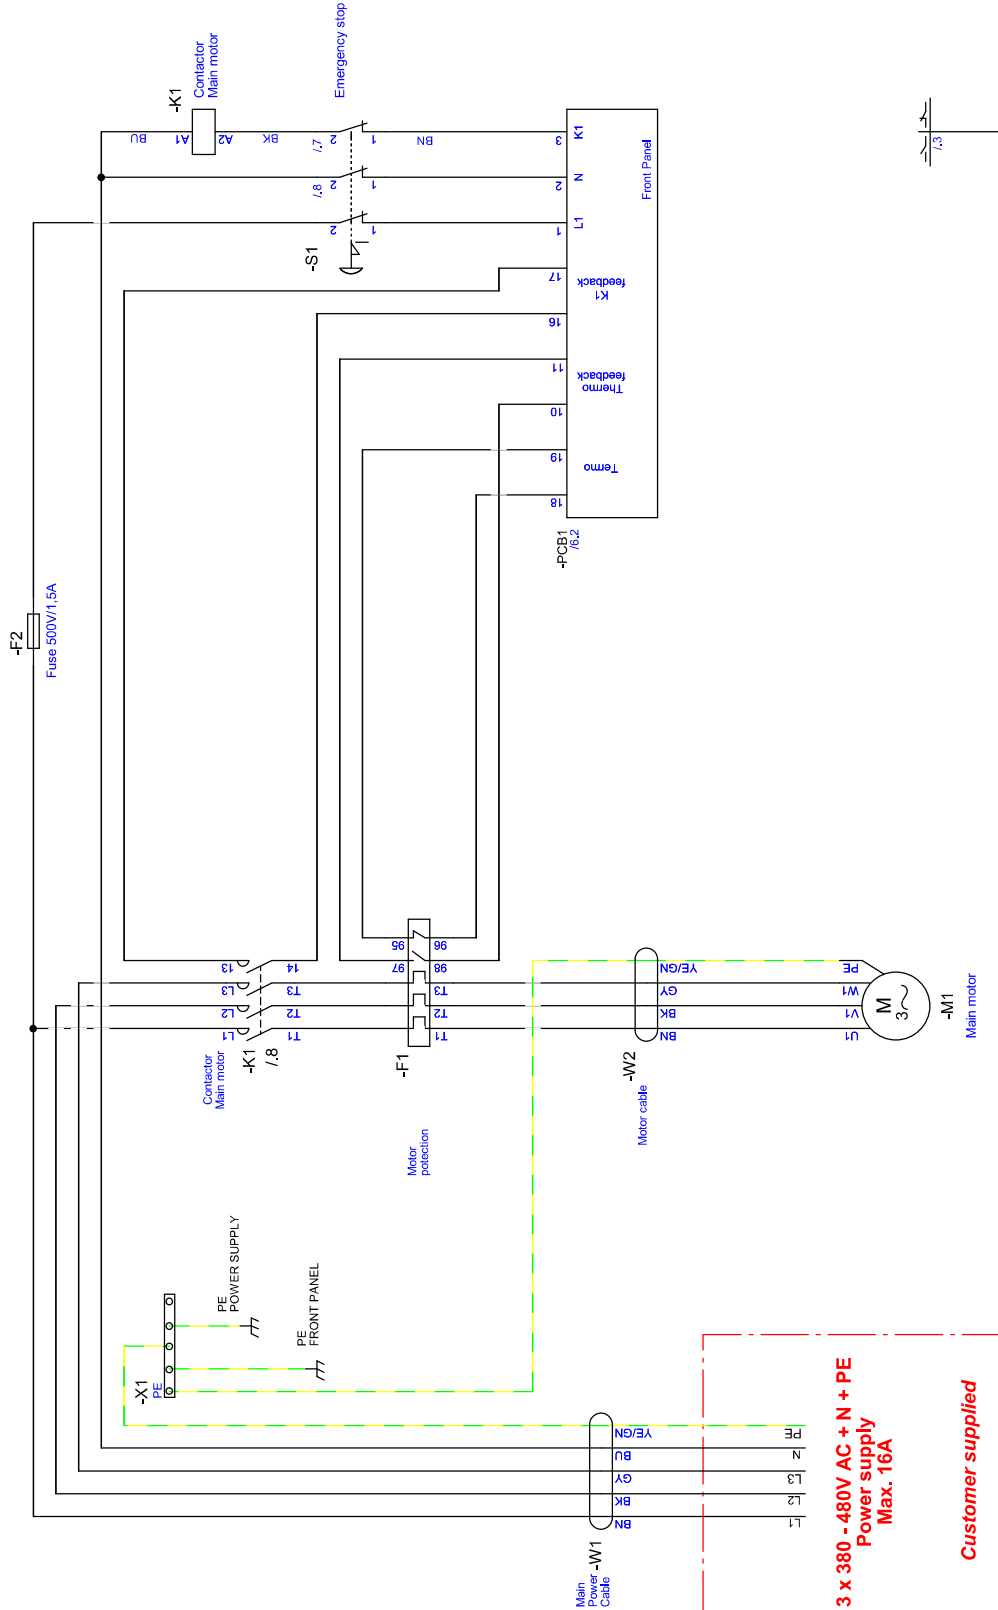 -F2
Fuse 500V/1,5A
-K1
Contactor
Main motor
BU
A1
A2
BK
Emergency stop
/.7
2
1
BN
/.8
2
1
2
1
-S1
3
K1
2
N
1
L1
Front Panel
17
K1
feedback
16
11
Thermo
feedback
10
19
Termo
18
-PCB1
/6.2
/.3
13
14
L3
T3
L2
T2
L1
T1
-K1
/.8
Contactor
Main motor
95
96
97
98
T3
T2
T1
-F1
Motor
potection
YE/GN
GY
BK
BN
-W2
Motor cable
PE
W1
V1
U1
M
3
-M1
Main motor
-X1
PE
PE
POWER SUPPLY
PE
FRONT PANEL
YE/GN
BU
GY
BK
BN
-W1
Main
Power
Cable
PE
N
L3
L2
L1
3 x 380 - 480V AC + N + PE
Power supply
Max. 16A
Customer supplied